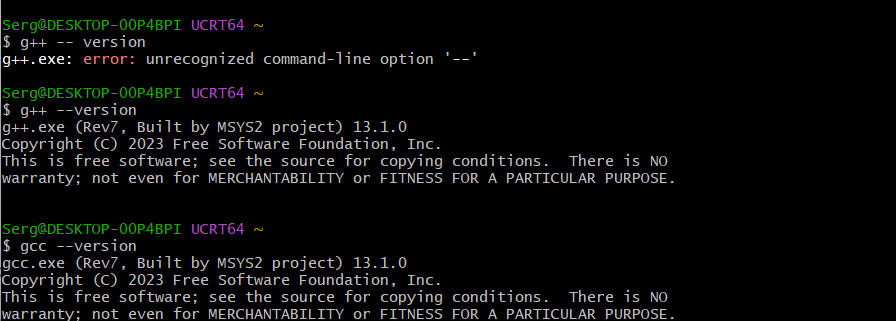 Serg@DESKTOP-OOP4BPI UCRT64 ~
$ g++ -- version
g++.exe: error: unrecognized command-line option '--'
Serg@DESKTOP-OOP4BPI UCRT64 ~
$ g++ --version
g++.exe (Rev7, Built by MSYS2 project) 13.1.0
Copyright (C) 2023 Free Software Foundation, Inc.
This is free software; see the source for copying conditions.  There is NO
warranty; not even for MERCHANTABILITY or FITNESS FOR A PARTICULAR PURPOSE.
Serg@DESKTOP-OOP4BPI UCRT64 ~
$ gcc --version
gcc.exe (Rev7, Built by MSYS2 project) 13.1.0
Copyright (C) 2023 Free Software Foundation, Inc.
This is free software; see the source for copying conditions.  There is NO
warranty; not even for MERCHANTABILITY or FITNESS FOR A PARTICULAR PURPOSE.